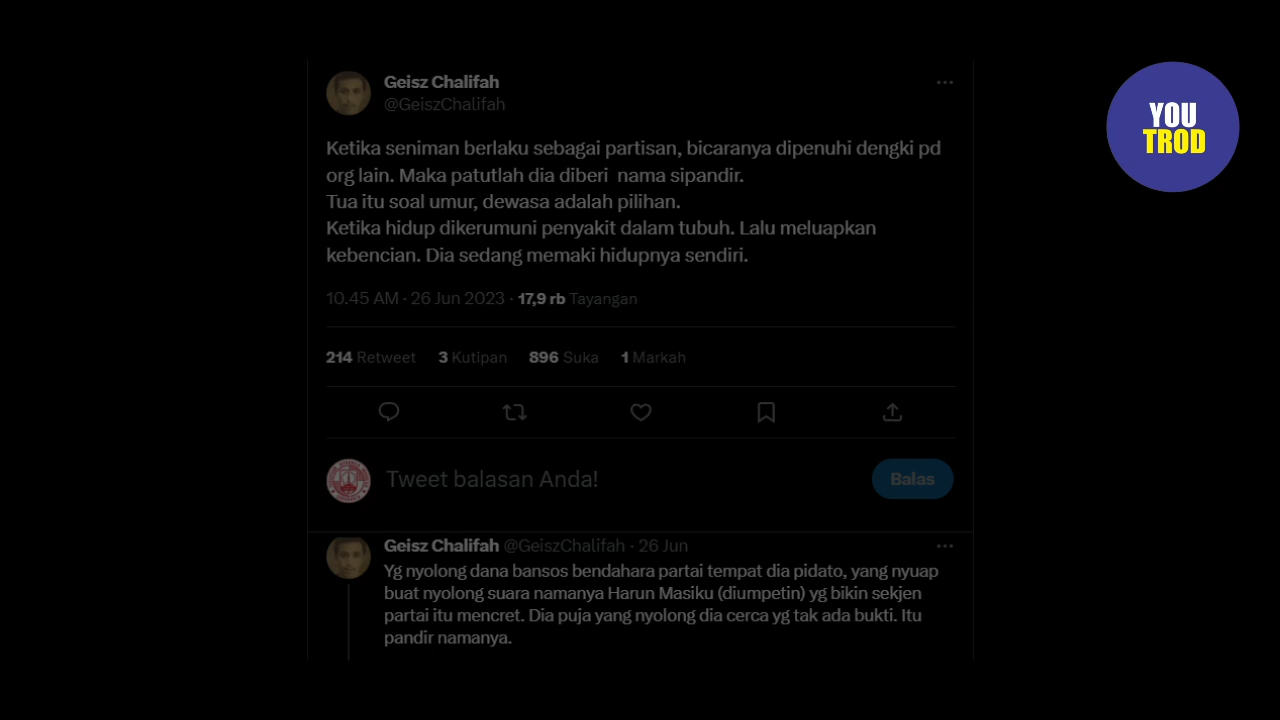 Geisz Chalifah
@GeiszChalifah
YOU
TROD
Ketika seniman berlaku sebagai partisan, bicaranya dipenuhi dengki pd
org lain. Maka patutlah dia diberi nama sipandir.
Tua itu soal umur, dewasa adalah pilihan.
Ketika hidup dikerumuni penyakit dalam tubuh. Lalu meluapkan
kebencian. Dia sedang memaki hidupnya sendiri.
10.45 AM · 26 Jun 2023 · 17,9 rb Tayangan
214 Retweet 3 Kutipan 896 Suka 1 Markah
Tweet balasan Anda! Balas
Geisz Chalifah @GeiszChalifah · 26 Jun
Yg nyolong dana bansos bendahara partai tempat dia pidato, yang nyuap
buat nyolong suara namanya Harun Masiku (diumpetin) yg bikin sekjen
partai itu mencret. Dia puja yang nyolong dia cerca yg tak ada bukti. Itu
pandir namanya.